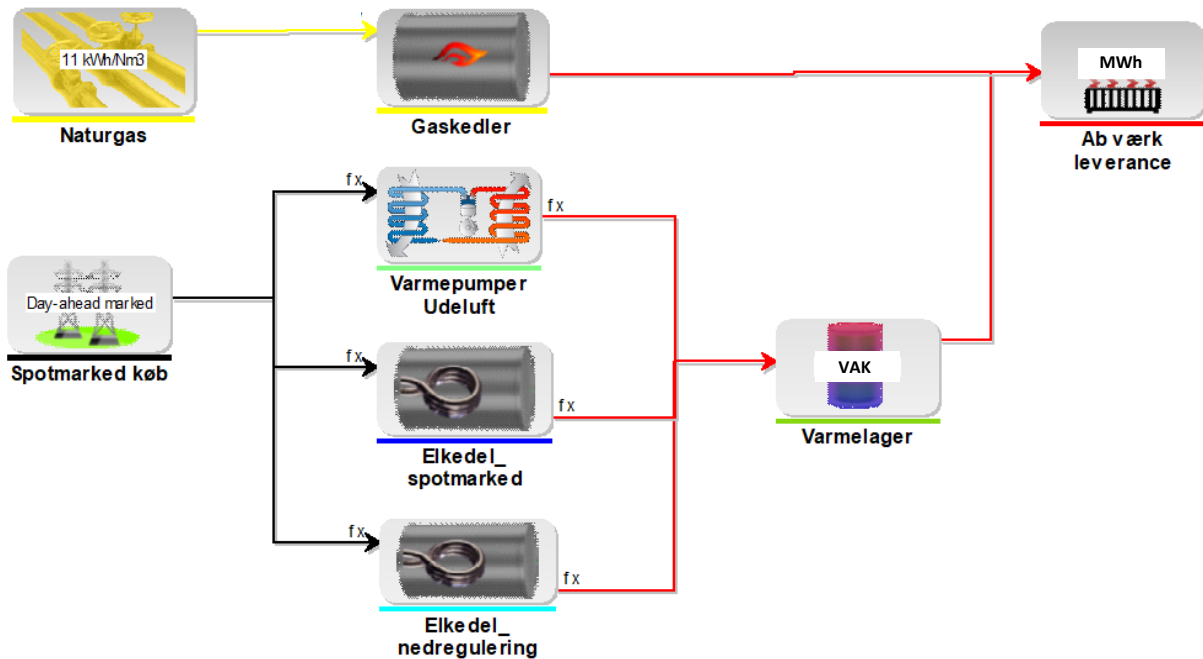 11 kWh/Nm3
Naturgas
Gaskedler
MWh
Ab værk
leverance
fx
fx
Varmepumper
Udeluft
Day-ahead marked
Spotmarked køb
fx
fx
Elkedel_
spotmarked
VAK
Varmelager
fx
fx
Elkedel_
nedregulering